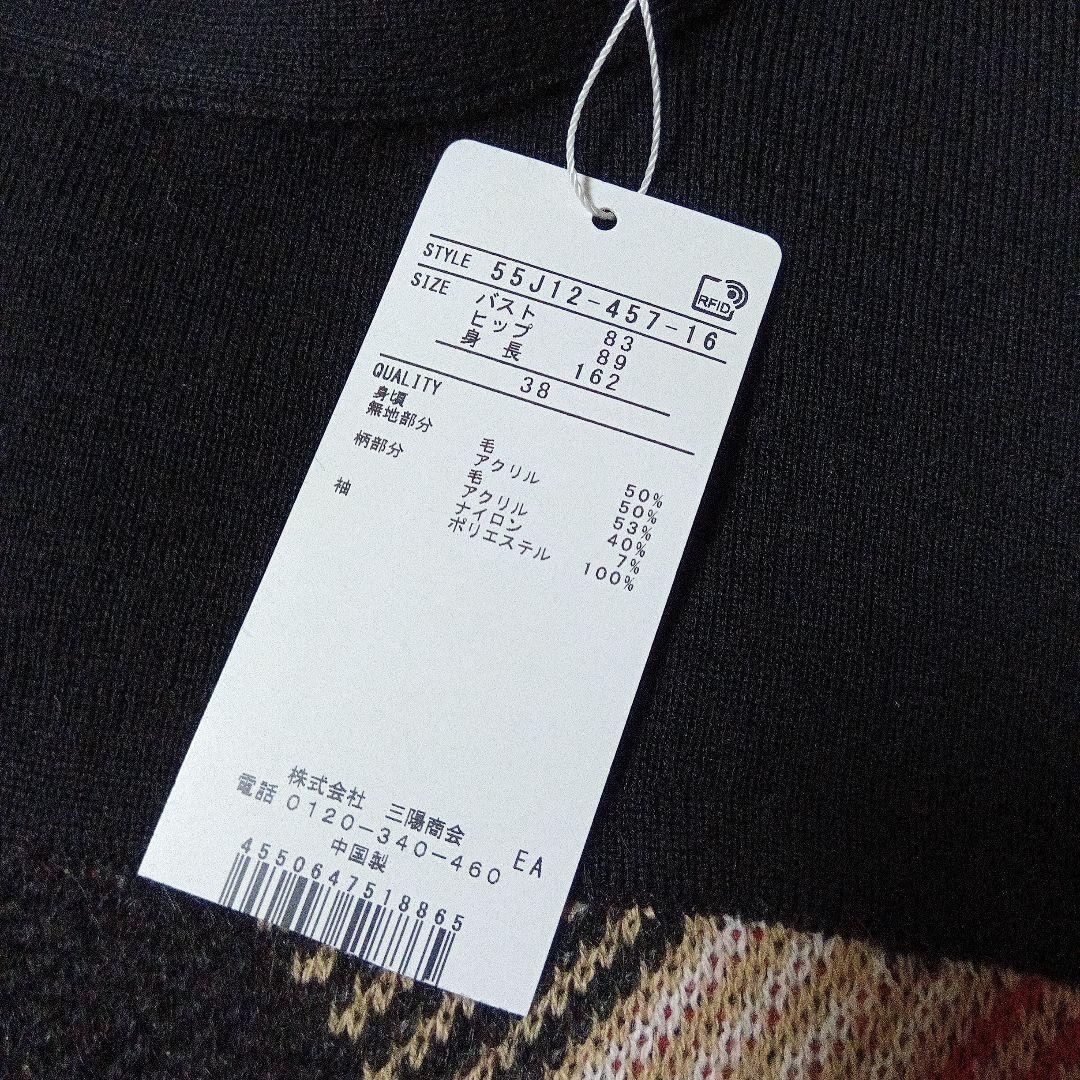 STYLE 55J12-457-16
RFID
SIZE バスト 83
ヒップ 89
身 長 162
38
QUALITY
身頃
無地部分 毛 50%
アクリル 50%
柄部分 毛 53%
アクリル 40%
ナイロン 7%
袖 ポリエステル 100%
株式会社 三陽商会
電話 0120-340-460 EA
中国製
4550647518865